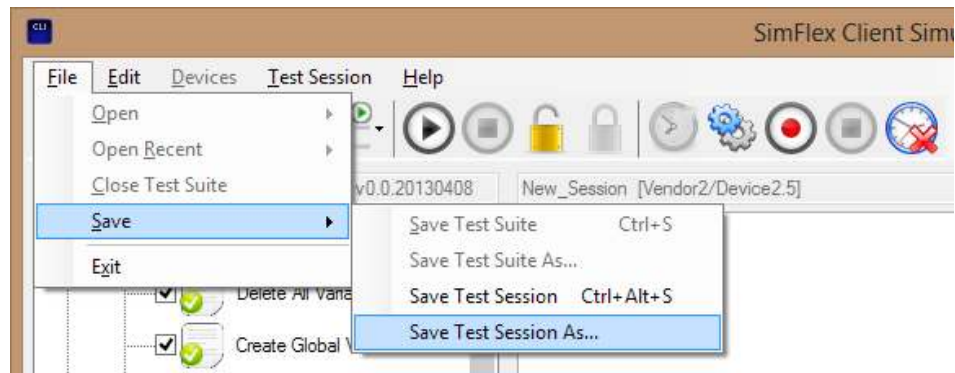 CLI
SimFlex Client Simu
File Edit Devices Test Session Help
Open
Open Recent
Close Test Suite
v0.0.20130408 New_Session [Vendor2/Device2.5]
Save
Save Test Suite Ctrl+S
Save Test Suite As...
Exit
Save Test Session Ctrl+Alt+S
Delete All Varia
Save Test Session As...
Create Global V